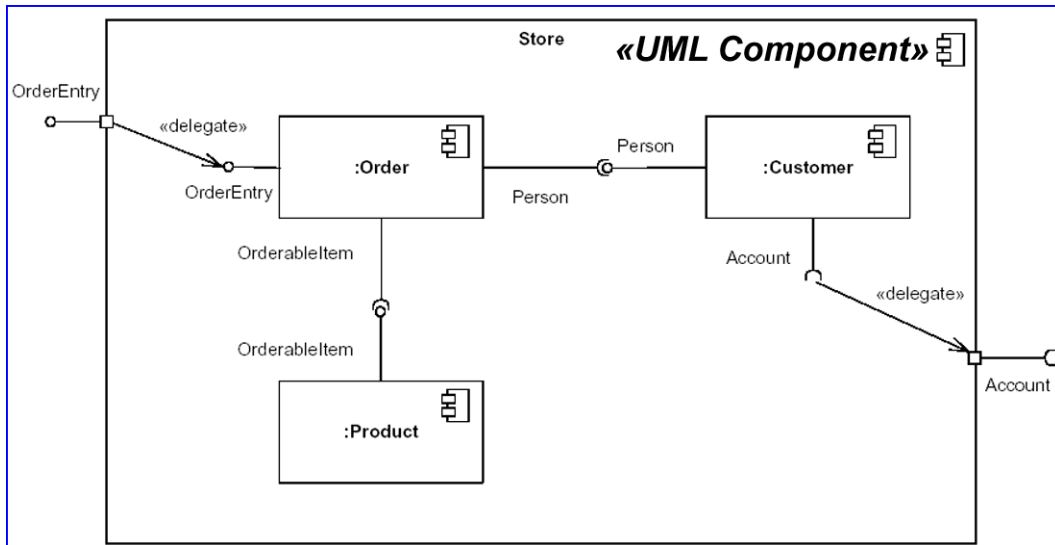 Store
«UML Component»
OrderEntry
«delegate»
:Order
OrderEntry
Person
Person
:Customer
OrderableItem
Account
«delegate»
OrderableItem
Account
:Product